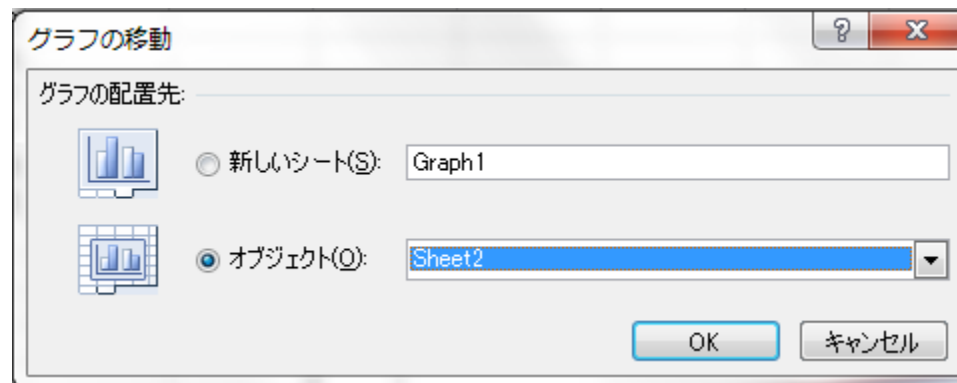 グラフの移動
グラフの配置先:
新しいシート(S): Graph1
オブジェクト(O): Sheet2
OK キャンセル